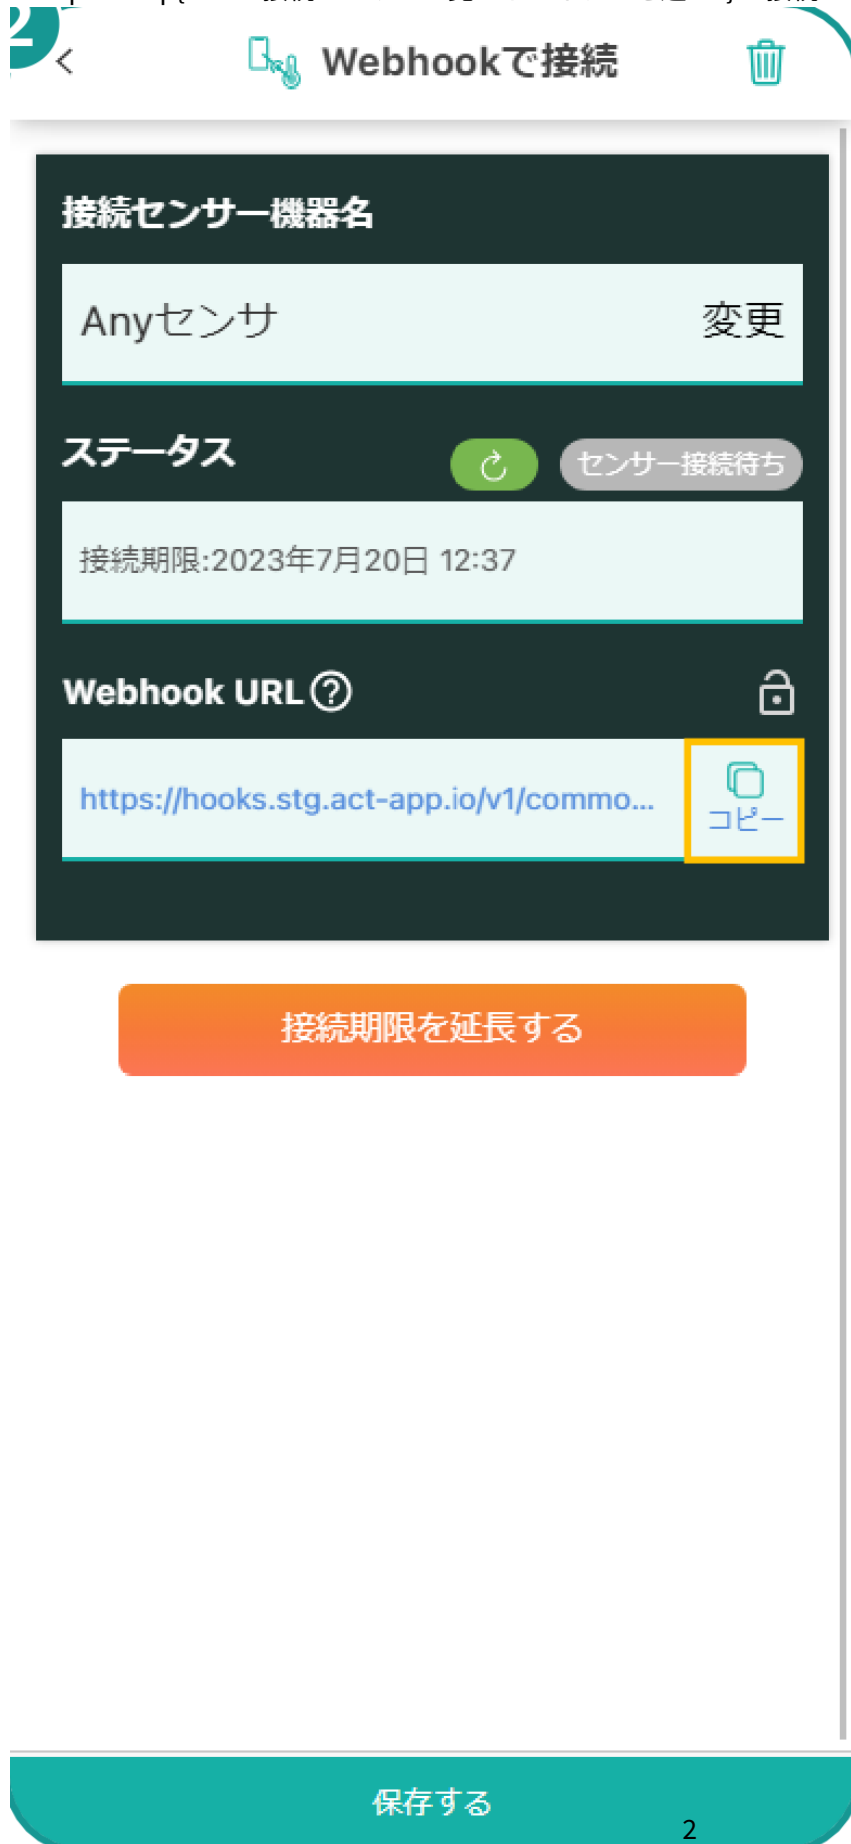 2
Webhookで接続
接続センサー機器名
Anyセンサ
変更
ステータス
センサー接続待ち
接続期限:2023年7月20日 12:37
Webhook URL?
https://hooks.stg.act-app.io/v1/commo...
コピー
接続期限を延長する
保存する
2